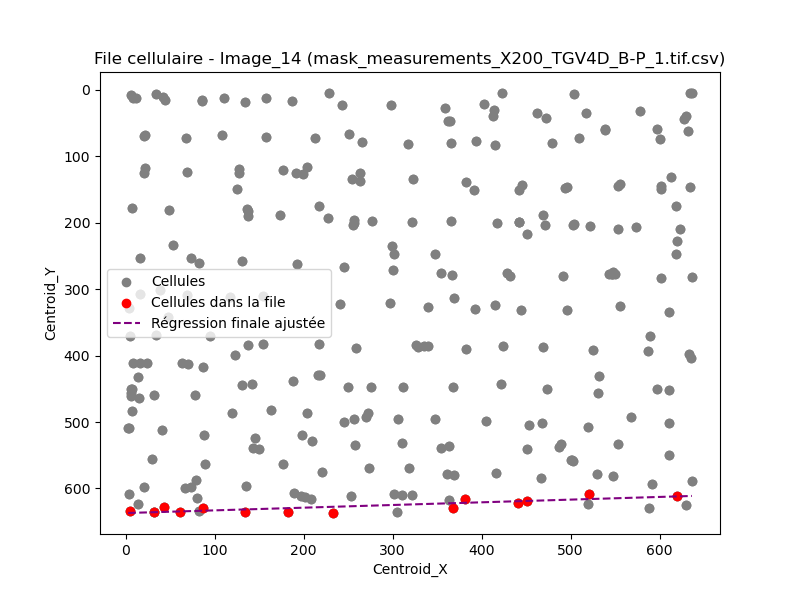 File cellulaire - Image_14 (mask_measurements_X200_TGV4D_B-P_1.tif.csv)
Centroid_Y
0
100
200
300
400
500
600
Cellules
Cellules dans la file
Régression finale ajustée
0 100 200 300 400 500 600
Centroid_X